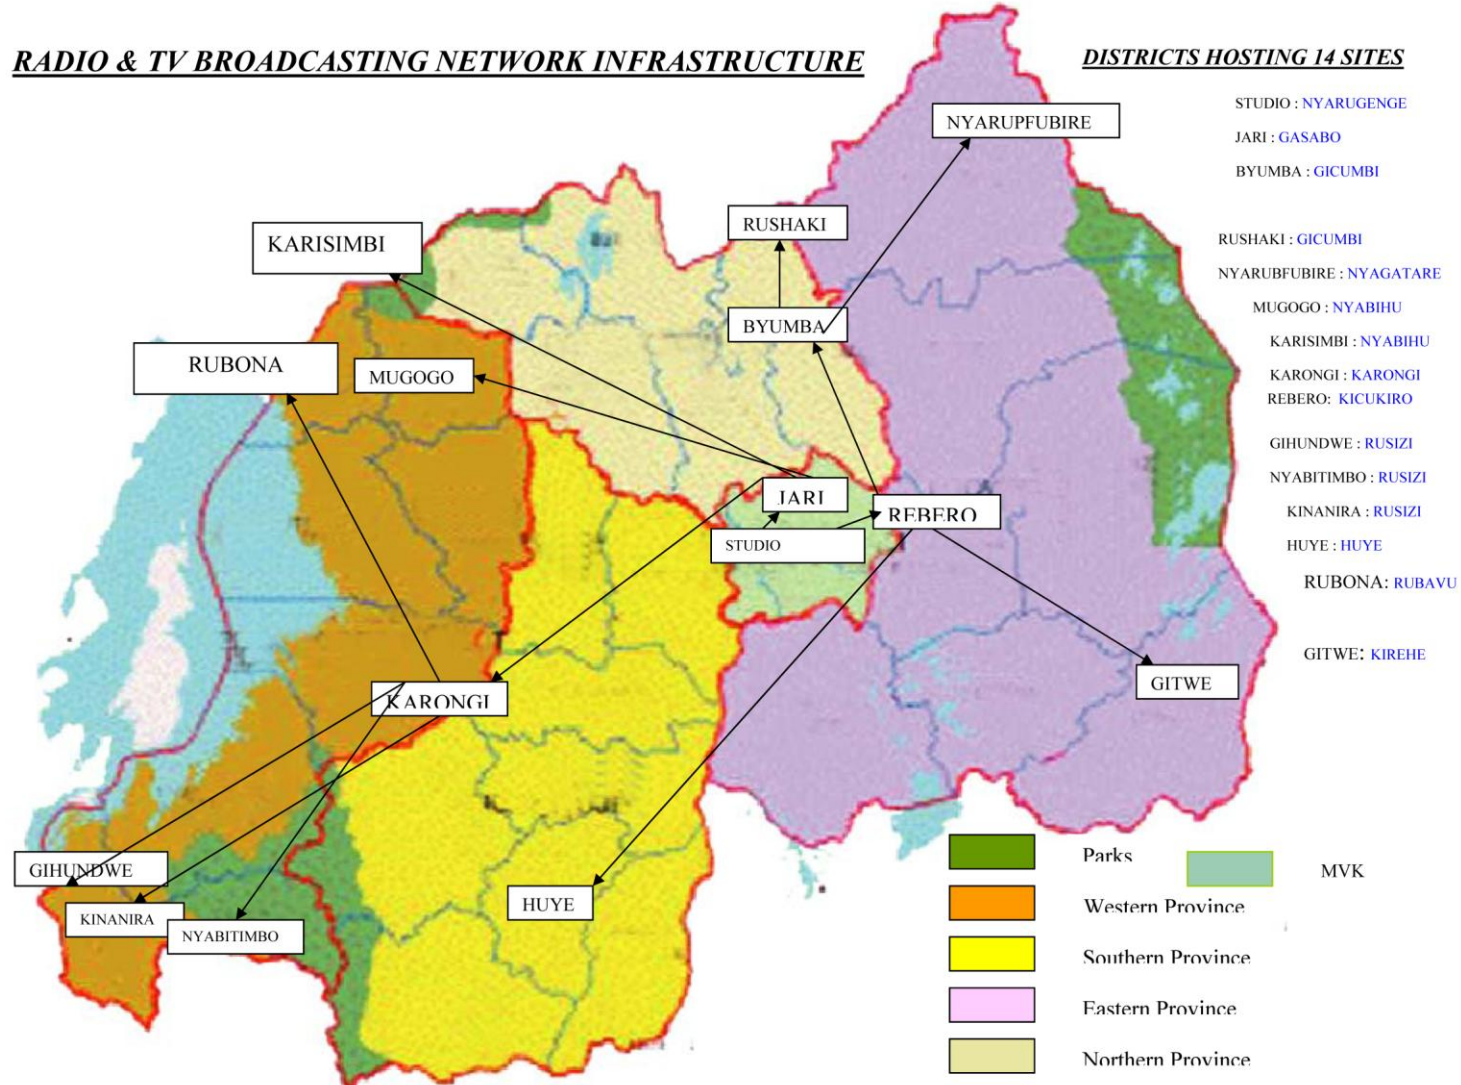 RADIO & TV BROADCASTING NETWORK INFRASTRUCTURE
DISTRICTS HOSTING 14 SITES
STUDIO : NYARUGENGE
JARI : GASABO
BYUMBA : GICUMBI
RUSHAKI : GICUMBI
NYARUBFUBIRE : NYAGATARE
MUGOGO : NYABIHU
KARISIMBI : NYABIHU
KARONGI : KARONGI
REBERO: KICUKIRO
GIHUNDWE : RUSIZI
NYABITIMBO : RUSIZI
KINANIRA : RUSIZI
HUYE : HUYE
RUBONA: RUBAVU
GITWE: KIREHE
NYARUPFUBIRE
RUSHAKI
KARISIMBI
BYUMBA
RUBONA
MUGOGO
JARI
REBERO
STUDIO
GITWE
KARONGI
GIHUNDWE
HUYE
KINANIRA
NYABITIMBO
Parks
MVK
Western Province
Southern Province
Eastern Province
Northern Province